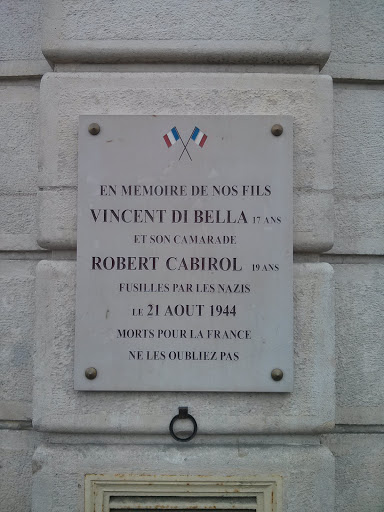 EN MEMOIRE DE NOS FILS
VINCENT DI BELLA 17 ANS
ET SON CAMARADE
ROBERT CABIROL 19 ANS
FUSILLES PAR LES NAZIS
LE 21 AOUT 1944
MORTS POUR LA FRANCE
NE LES OUBLIEZ PAS